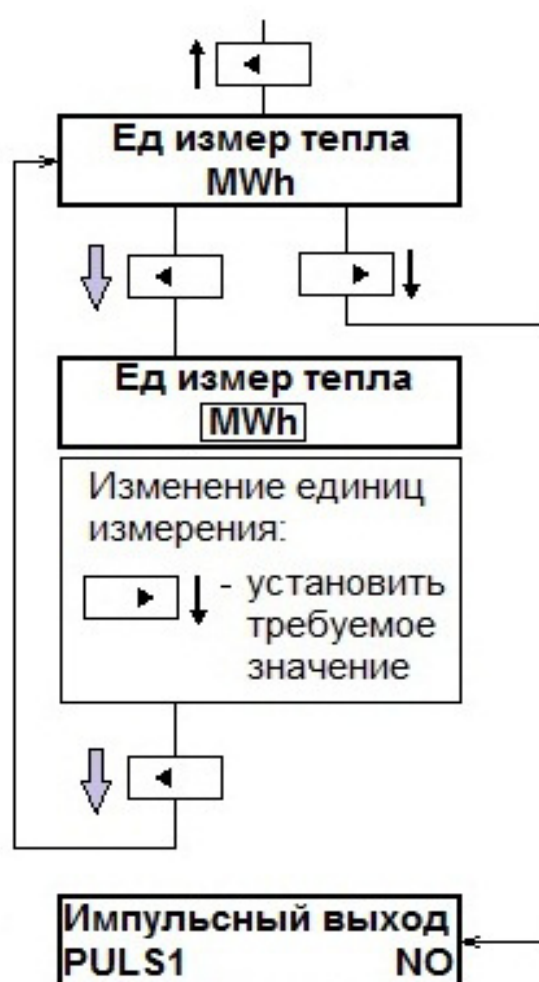 Ед измер тепла
MWh
Ед измер тепла
MWh
Изменение единиц
измерения:
- установить
требуемое
значение
Импульсный выход
PULS1 NO